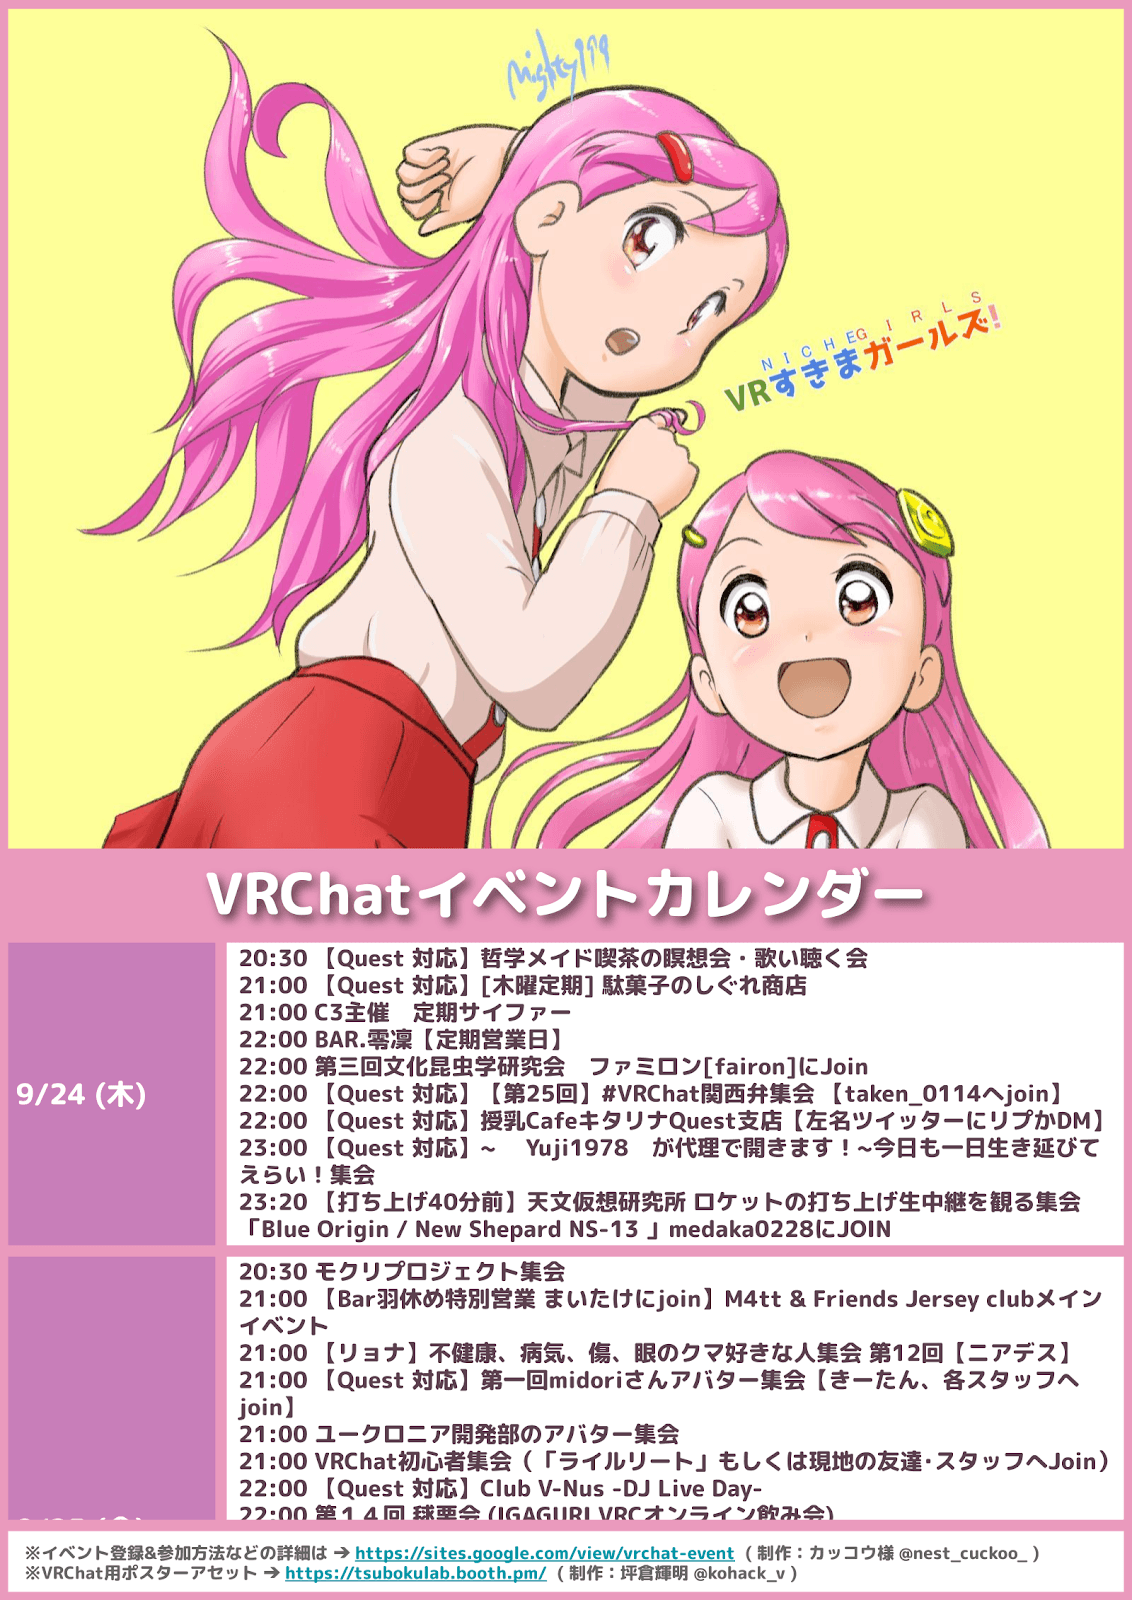 mighty199
NICHE GIRLS
VRすきまガールズ!
VRChatイベントカレンダー
9/24 (木)
20:30 【Quest 対応】哲学メイド喫茶の瞑想会・歌い聴く会
21:00 【Quest 対応】[木曜定期] 駄菓子のしぐれ商店
21:00 C3主催　定期サイファー
22:00 BAR.零凜【定期営業日】
22:00 第三回文化昆虫学研究会　ファミロン[fairon]にJoin
22:00 【Quest 対応】【第25回】#VRChat関西弁集会 【taken_0114へjoin】
22:00 【Quest 対応】授乳CafeキタリナQuest支店【左名ツイッターにリプかDM】
23:00 【Quest 対応】~　Yuji1978　が代理で開きます！~今日も一日生き延びて
えらい！集会
23:20 【打ち上げ40分前】天文仮想研究所 ロケットの打ち上げ生中継を観る集会
「Blue Origin / New Shepard NS-13 」medaka0228にJOIN
20:30 モクリプロジェクト集会
21:00 【Bar羽休め特別営業 まいたけにjoin】M4tt & Friends Jersey clubメイン
イベント
21:00 【リョナ】不健康、病気、傷、眼のクマ好きな人集会 第12回【ニアデス】
21:00 【Quest 対応】第一回midoriさんアバター集会【きーたん、各スタッフへ
join】
21:00 ユークロニア開発部のアバター集会
21:00 VRChat初心者集会（「ライルリート」もしくは現地の友達･スタッフへJoin）
22:00 【Quest 対応】Club V-Nus -DJ Live Day-
22:00 第１４回 毬栗会 (IGAGURI VRCオンライン飲み会)
※イベント登録&参加方法などの詳細は ➔ https://sites.google.com/view/vrchat-event ( 制作：カッコウ様 @nest_cuckoo_ )
※VRChat用ポスターアセット ➔ https://tsubokulab.booth.pm/ ( 制作：坪倉輝明 @kohack_v )